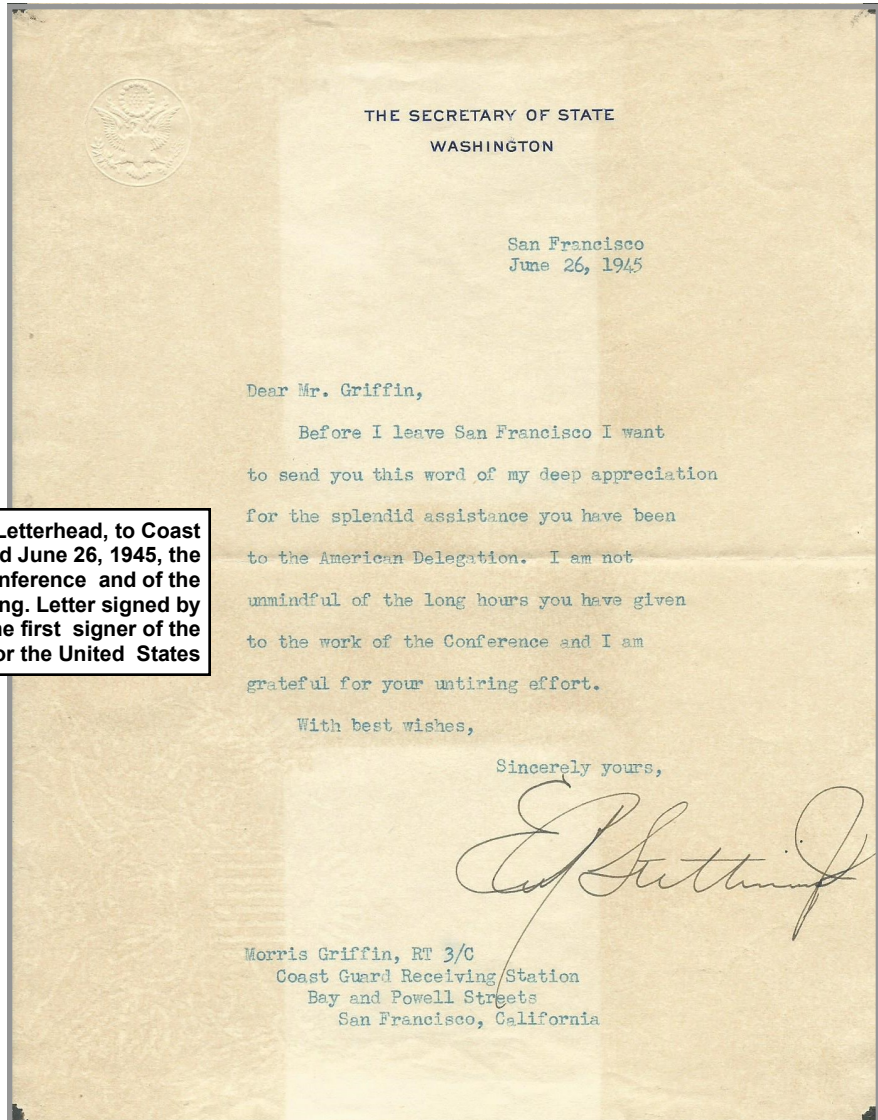 THE SECRETARY OF STATE
WASHINGTON
San Francisco
June 26, 1945
Dear Mr. Griffin,
Before I leave San Francisco I want
to send you this word of my deep appreciation
for the splendid assistance you have been
to the American Delegation. I am not
unmindful of the long hours you have given
to the work of the Conference and I am
grateful for your untiring effort.
With best wishes,
Sincerely yours,
Morris Griffin, RT 3/C
Coast Guard Receiving Station
Bay and Powell Streets
San Francisco, California
Letterhead, to Coast
June 26, 1945, the
and of the
Letter signed by
first signer of the
the United States